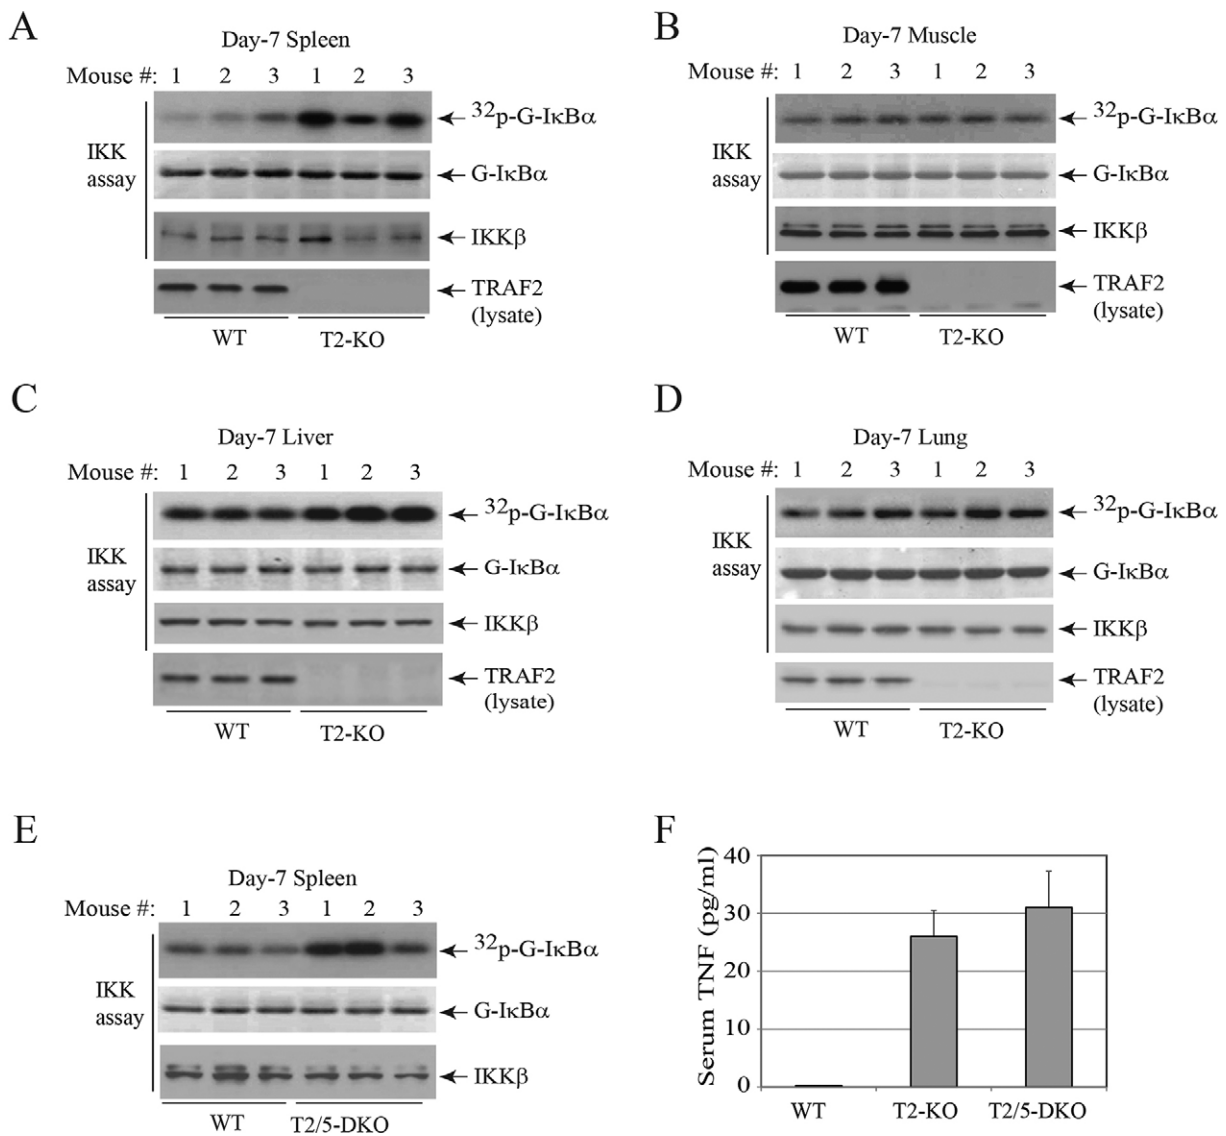 A
Day-7 Spleen
Mouse #: 1 2 3 1 2 3
IKK
assay
32p-G-IκBα
G-IκBα
IKKβ
TRAF2
(lysate)
WT T2-KO
B
Day-7 Muscle
Mouse #: 1 2 3 1 2 3
IKK
assay
32p-G-IκBα
G-IκBα
IKKβ
TRAF2
(lysate)
WT T2-KO
C
Day-7 Liver
Mouse #: 1 2 3 1 2 3
IKK
assay
32p-G-IκBα
G-IκBα
IKKβ
TRAF2
(lysate)
WT T2-KO
D
Day-7 Lung
Mouse #: 1 2 3 1 2 3
IKK
assay
32p-G-IκBα
G-IκBα
IKKβ
TRAF2
(lysate)
WT T2-KO
E
Day-7 Spleen
Mouse #: 1 2 3 1 2 3
IKK
assay
32p-G-IκBα
G-IκBα
IKKβ
WT T2/5-DKO
F
Serum TNF (pg/ml)
40
30
20
10
0
WT T2-KO T2/5-DKO